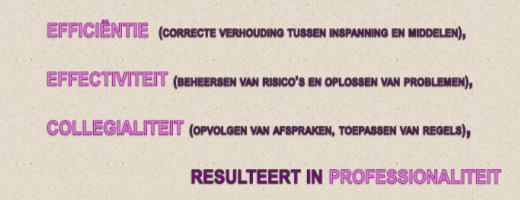 EFFICIËNTIE (CORRECTE VERHOUDING TUSSEN INSPANNING EN MIDDELEN),
EFFECTIVITEIT (BEHEERSEN VAN RISICO'S EN OPLOSSEN VAN PROBLEMEN),
COLLEGIALITEIT (OPVOLGEN VAN AFSPRAKEN, TOEPASSEN VAN REGELS),
RESULTEERT IN PROFESSIONALITEIT